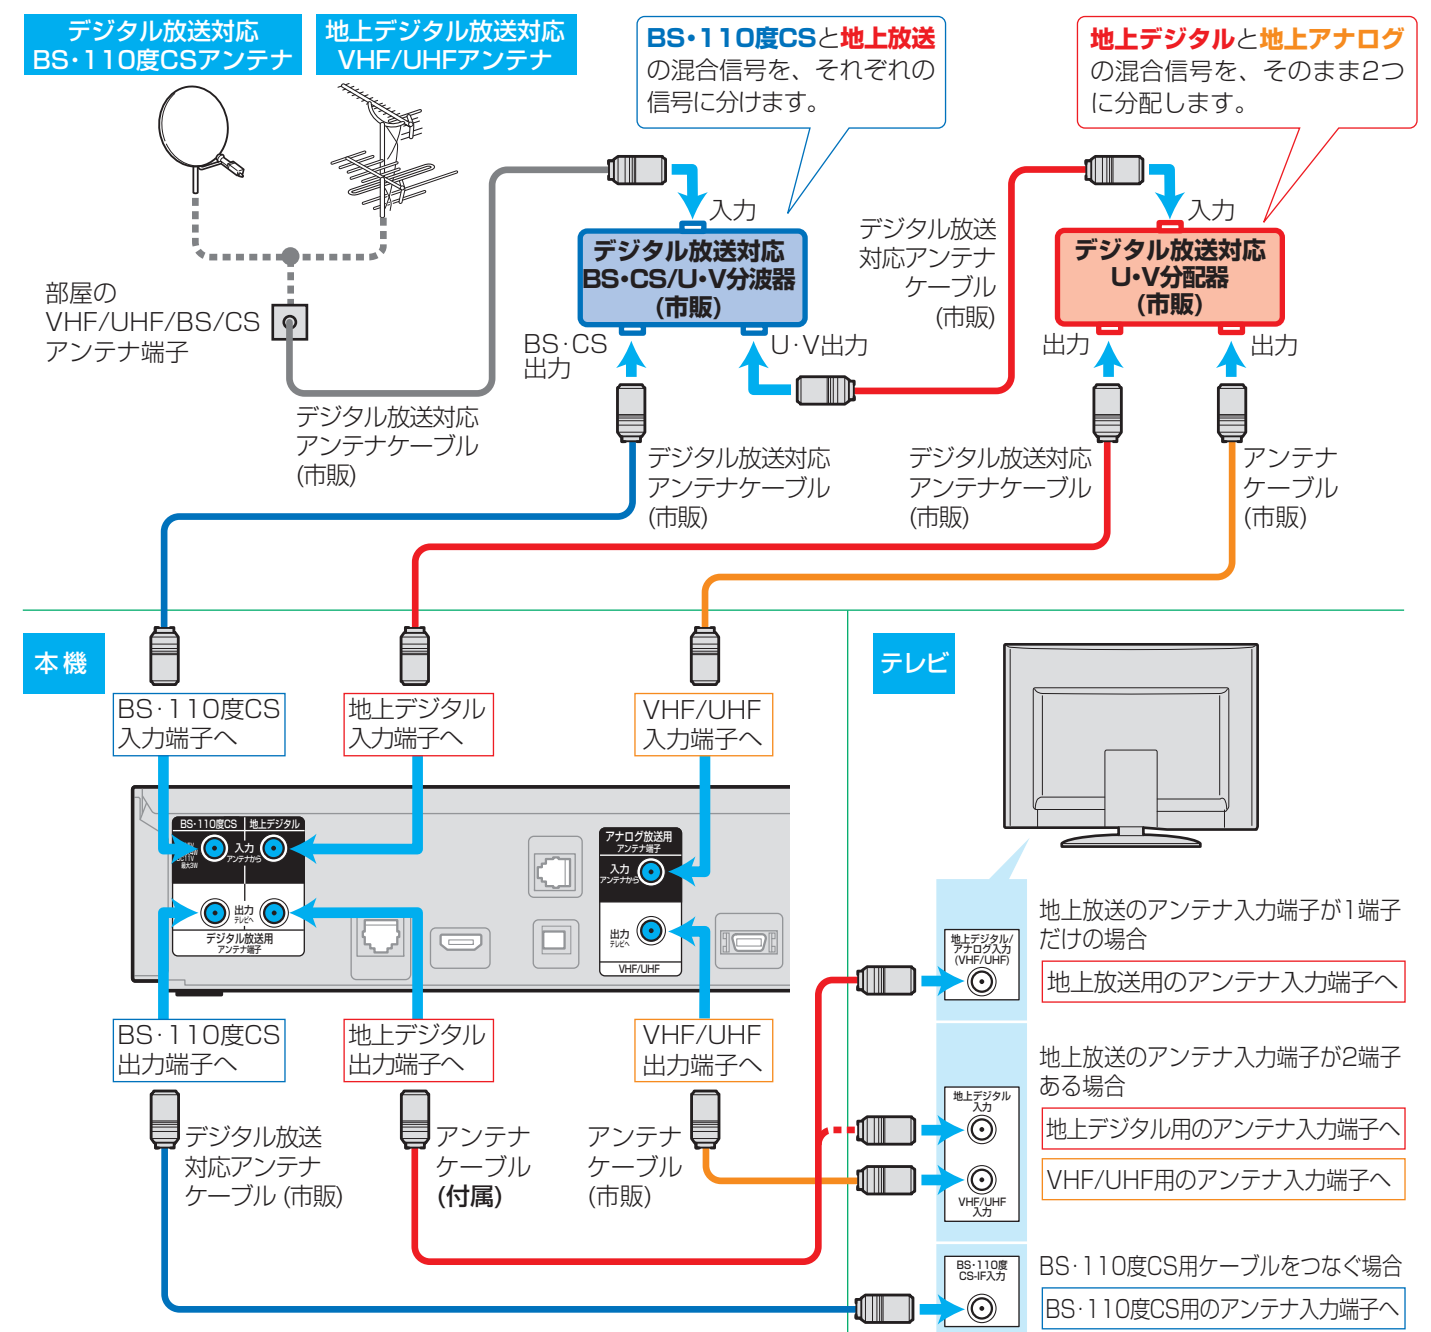 デジタル放送対応
BS・110度CSアンテナ
地上デジタル放送対応
VHF/UHFアンテナ
BS・110度CSと地上放送
の混合信号を、それぞれの
信号に分けます。
地上デジタルと地上アナログ
の混合信号を、そのまま2つ
に分配します。
入力
デジタル放送対応
BS・CS/U・V分波器
(市販)
デジタル放送
対応アンテナ
ケーブル
(市販)
入力
デジタル放送対応
U・V分配器
(市販)
部屋の
VHF/UHF/BS/CS
アンテナ端子
BS・CS
出力
U・V出力
出力
出力
デジタル放送対応
アンテナケーブル
(市販)
デジタル放送対応
アンテナケーブル
(市販)
デジタル放送対応
アンテナケーブル
(市販)
アンテナ
ケーブル
(市販)
本機
テレビ
BS・110度CS
入力端子へ
地上デジタル
入力端子へ
VHF/UHF
入力端子へ
BS・110度CS
地上デジタル
入力
アンテナから
最大3W
出力
テレビへ
デジタル放送用
アンテナ端子
アナログ放送用
アンテナ端子
入力
アンテナから
出力
テレビへ
VHF/UHF
BS・110度CS
出力端子へ
地上デジタル
出力端子へ
VHF/UHF
出力端子へ
デジタル放送
対応アンテナ
ケーブル (市販)
アンテナ
ケーブル
(付属)
アンテナ
ケーブル
(市販)
地上デジタル/
アナログ入力
(VHF/UHF)
地上放送のアンテナ入力端子が1端子
だけの場合
地上放送用のアンテナ入力端子へ
地上デジタル
入力
VHF/UHF
入力
地上放送のアンテナ入力端子が2端子
ある場合
地上デジタル用のアンテナ入力端子へ
VHF/UHF用のアンテナ入力端子へ
BS・110度
CS-IF入力
BS・110度CS用ケーブルをつなぐ場合
BS・110度CS用のアンテナ入力端子へ